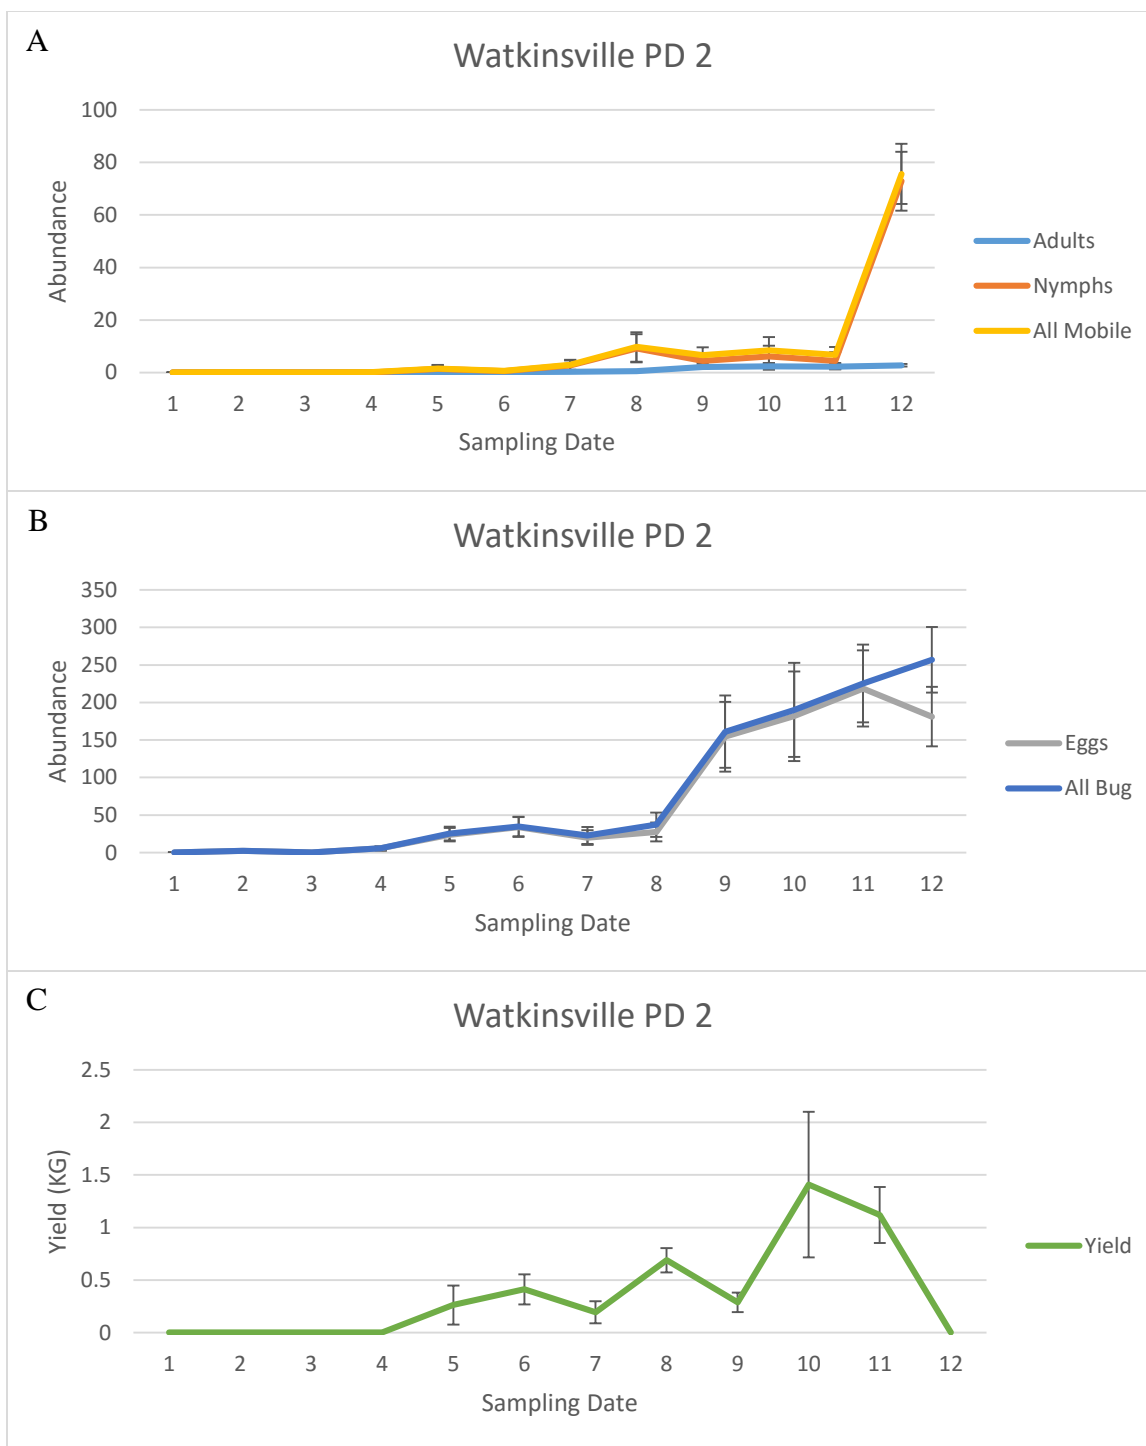 A
Watkinsville PD 2
100
80
60
40
20
0
Abundance
1 2 3 4 5 6 7 8 9 10 11 12
Sampling Date
Adults
Nymphs
All Mobile
B
Watkinsville PD 2
350
300
250
200
150
100
50
0
Abundance
1 2 3 4 5 6 7 8 9 10 11 12
Sampling Date
Eggs
All Bug
C
Watkinsville PD 2
2.5
2
1.5
1
0.5
0
Yield (KG)
1 2 3 4 5 6 7 8 9 10 11 12
Sampling Date
Yield